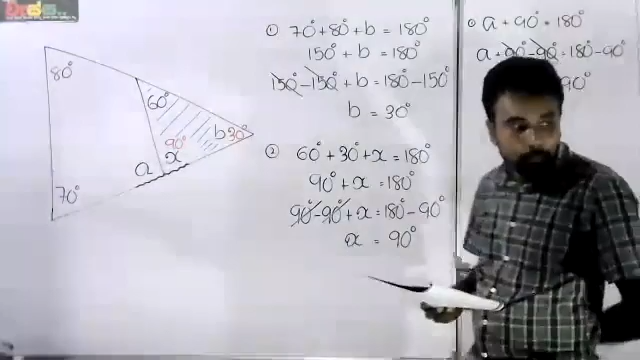 80°
60°
b 30°
90°
a x
70°
① 70° + 80° + b = 180°
150° + b = 180°
150 - 150 + b = 180° - 150°
b = 30°
② 60° + 30° + x = 180°
90° + x = 180°
90° - 90° + x = 180° - 90°
x = 90°
a + 90° = 180°
a + 90° - 90° = 180° - 90°
90°